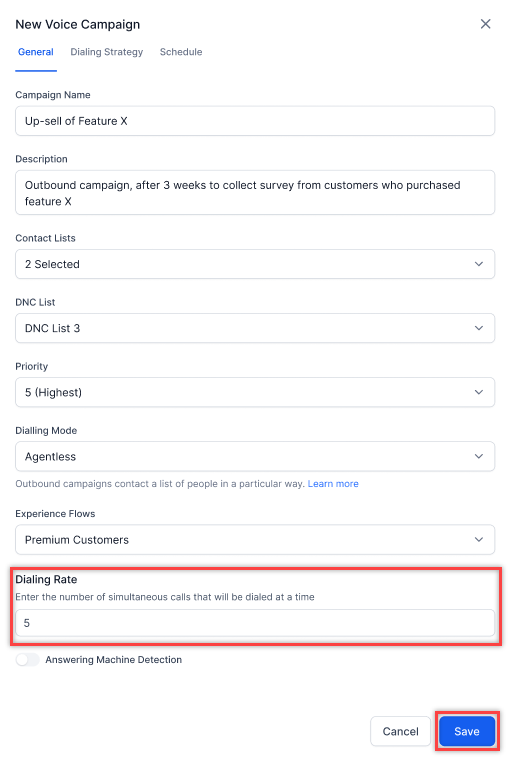 New Voice Campaign
General
Dialing Strategy
Schedule
Campaign Name
Up-sell of Feature X
Description
Outbound campaign, after 3 weeks to collect survey from customers who purchased
feature X
Contact Lists
2 Selected
DNC List
DNC List 3
Priority
5 (Highest)
Dialling Mode
Agentless
Outbound campaigns contact a list of people in a particular way. Learn more
Experience Flows
Premium Customers
Dialing Rate
Enter the number of simultaneous calls that will be dialed at a time
5
Answering Machine Detection
Cancel
Save